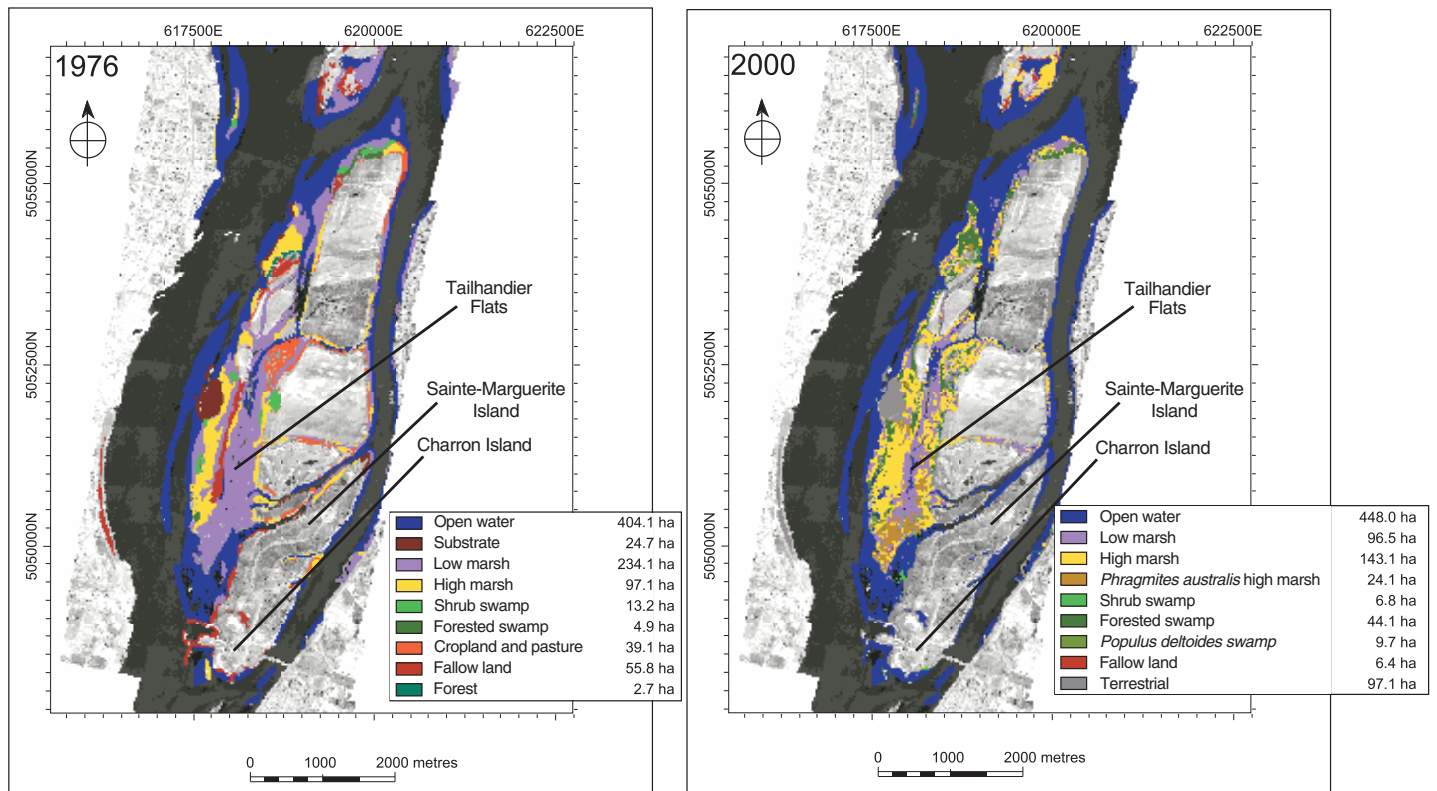 617500E 620000E 622500E
1976
5055000N
5052500N
5050000N
Tailhandier
Flats
Sainte-Marguerite
Island
Charron Island
Open water 404.1 ha
Substrate 24.7 ha
Low marsh 234.1 ha
High marsh 97.1 ha
Shrub swamp 13.2 ha
Forested swamp 4.9 ha
Cropland and pasture 39.1 ha
Fallow land 55.8 ha
Forest 2.7 ha
0 1000 2000 metres
617500E 620000E 622500E
2000
5055000N
5052500N
5050000N
Tailhandier
Flats
Sainte-Marguerite
Island
Charron Island
Open water 448.0 ha
Low marsh 96.5 ha
High marsh 143.1 ha
Phragmites australis high marsh 24.1 ha
Shrub swamp 6.8 ha
Forested swamp 44.1 ha
Populus deltoides swamp 9.7 ha
Fallow land 6.4 ha
Terrestrial 97.1 ha
0 1000 2000 metres